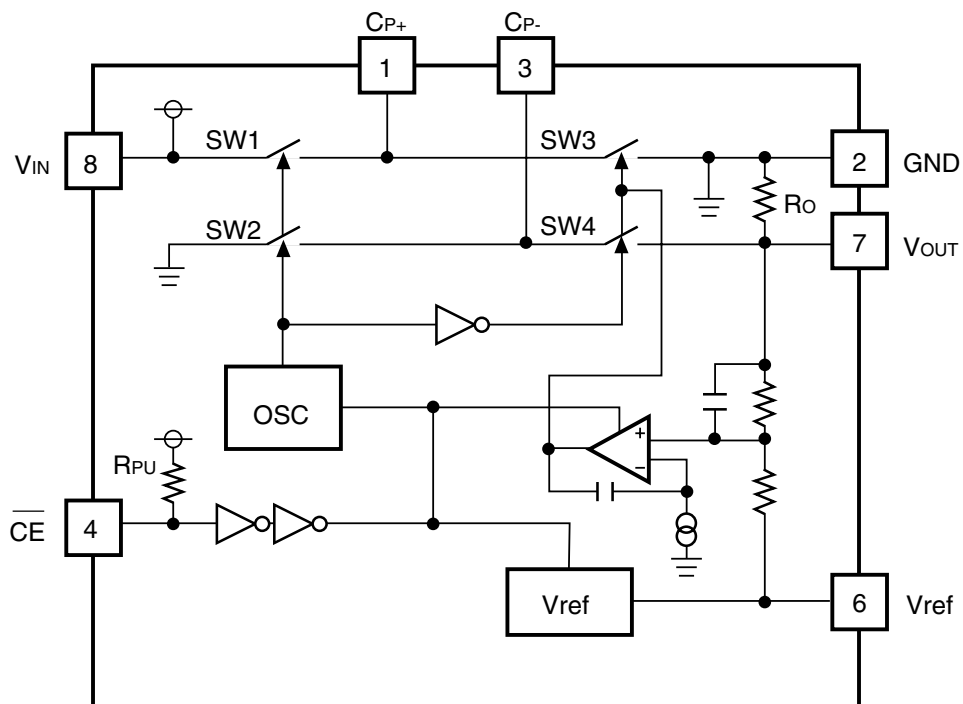 CP+
CP-
1
3
VIN
8
SW1
SW3
2
GND
RO
SW2
SW4
7
VOUT
OSC
+
−
RPU
CE
4
Vref
6
Vref